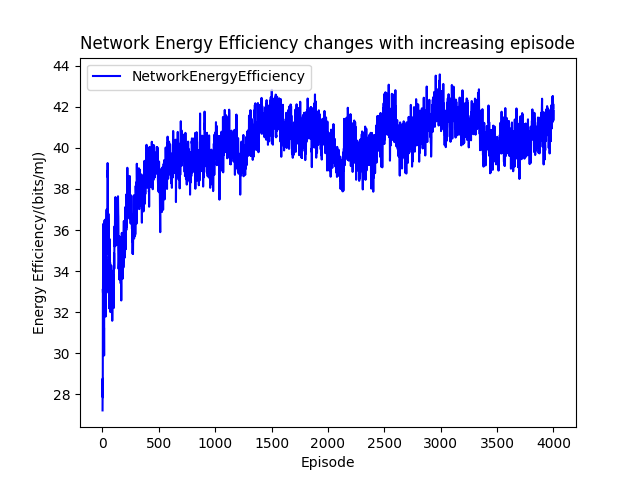 Network Energy Efficiency changes with increasing episode
NetworkEnergyEfficiency
Energy Efficiency/(bits/mJ)
44
42
40
38
36
34
32
30
28
0 500 1000 1500 2000 2500 3000 3500 4000
Episode